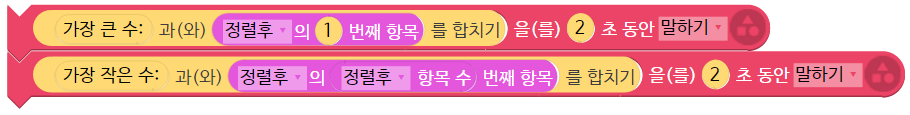 가장 큰 수: 과(와) 정렬후 의 1 번째 항목 를 합치기 을(를) 2 초 동안 말하기
가장 작은 수: 과(와) 정렬후 의 정렬후 항목 수 번째 항목 를 합치기 을(를) 2 초 동안 말하기